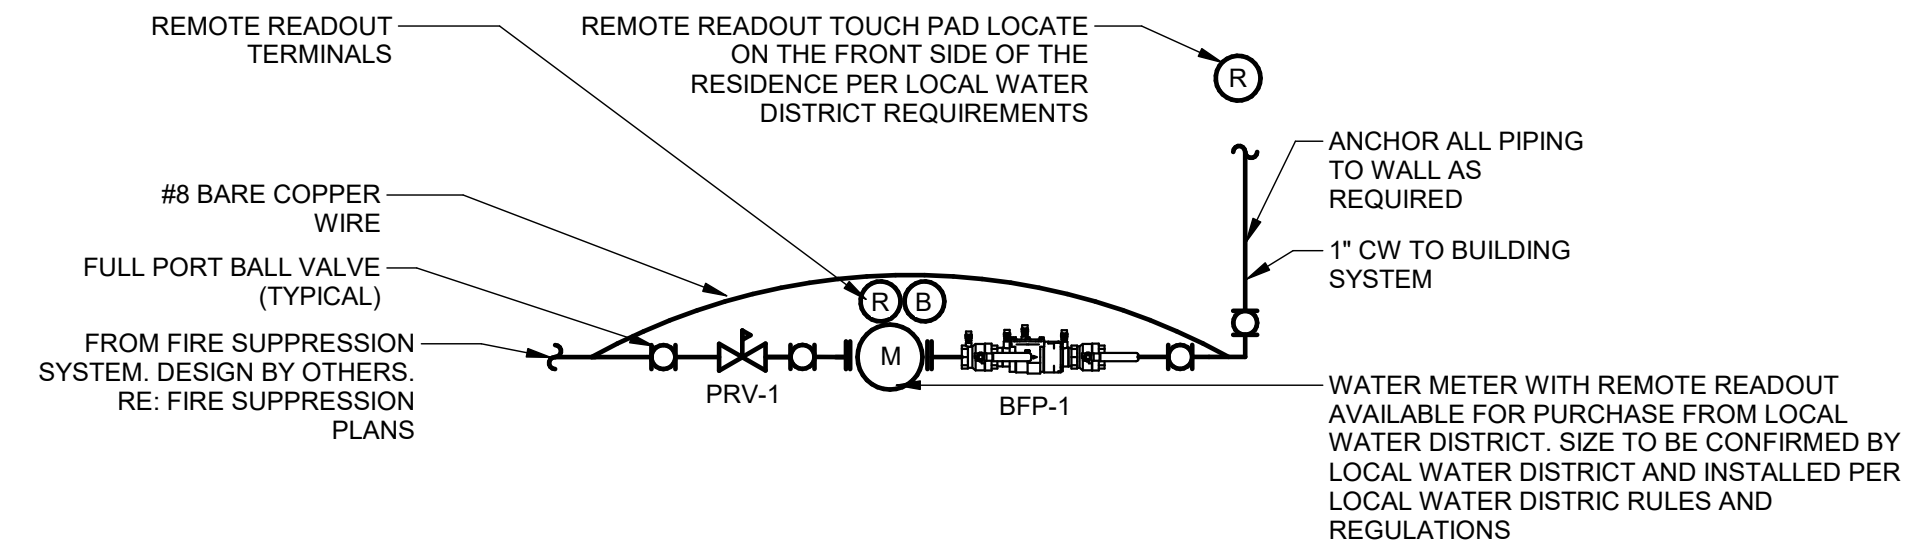 REMOTE READOUT
TERMINALS
REMOTE READOUT TOUCH PAD LOCATE
ON THE FRONT SIDE OF THE
RESIDENCE PER LOCAL WATER
DISTRICT REQUIREMENTS
R
ANCHOR ALL PIPING
TO WALL AS
REQUIRED
#8 BARE COPPER
WIRE
1" CW TO BUILDING
SYSTEM
FULL PORT BALL VALVE
(TYPICAL)
R
B
FROM FIRE SUPPRESSION
SYSTEM. DESIGN BY OTHERS.
RE: FIRE SUPPRESSION
PLANS
M
PRV-1
BFP-1
WATER METER WITH REMOTE READOUT
AVAILABLE FOR PURCHASE FROM LOCAL
WATER DISTRICT. SIZE TO BE CONFIRMED BY
LOCAL WATER DISTRICT AND INSTALLED PER
LOCAL WATER DISTRIC RULES AND
REGULATIONS